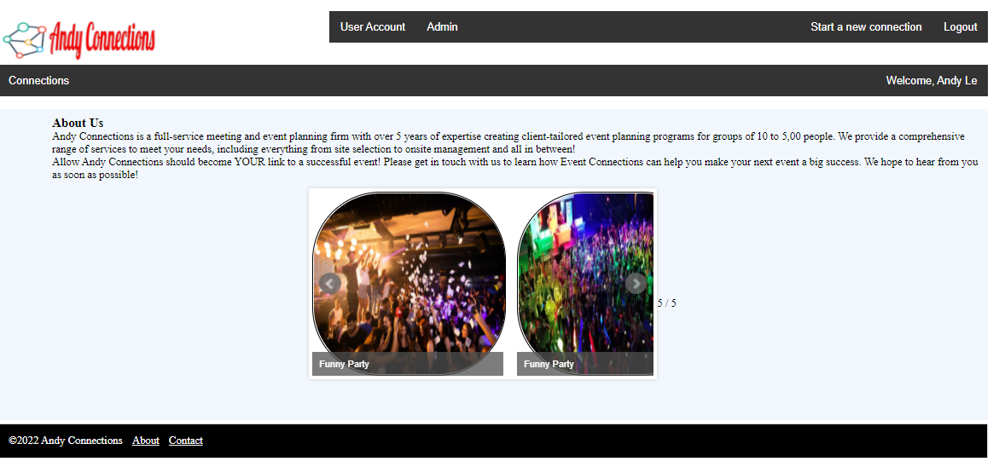 Andy Connections
User Account Admin Start a new connection Logout
Connections Welcome, Andy Le
About Us
Andy Connections is a full-service meeting and event planning firm with over 5 years of expertise creating client-tailored event planning programs for groups of 10 to 5,00 people. We provide a comprehensive
range of services to meet your needs, including everything from site selection to onsite management and all in between!
Allow Andy Connections should become YOUR link to a successful event! Please get in touch with us to learn how Event Connections can help you make your next event a big success. We hope to hear from you
as soon as possible!
5 / 5
Funny Party Funny Party
©2022 Andy Connections About Contact